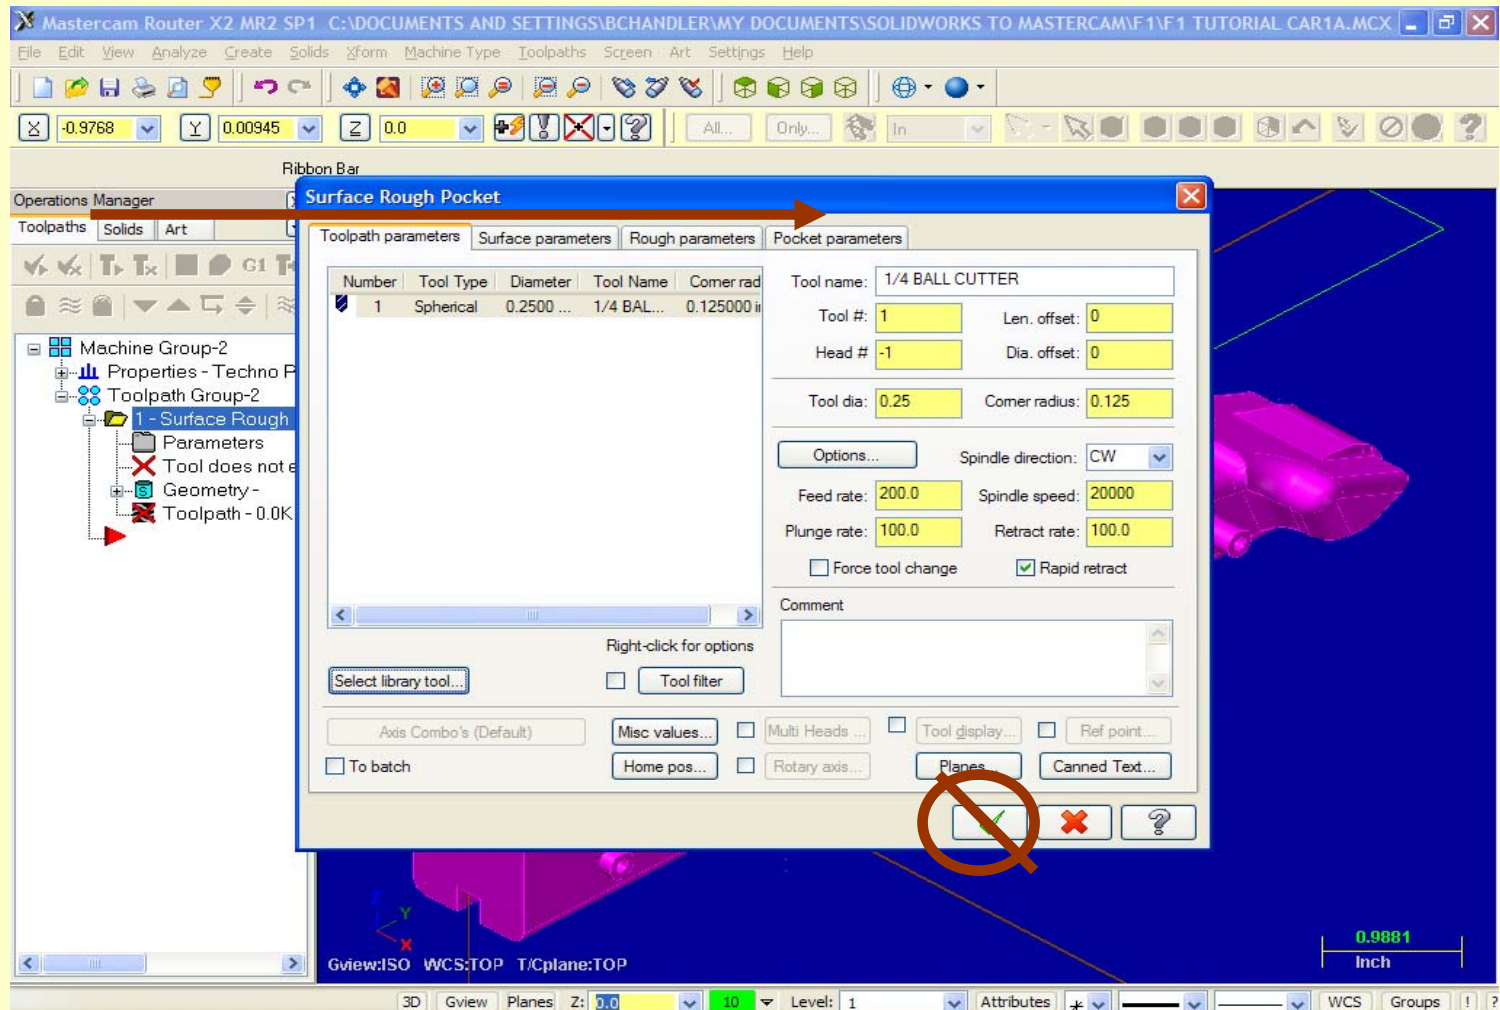 Mastercam Router X2 MR2 SP1 C:\DOCUMENTS AND SETTINGS\BCHANDLER\MY DOCUMENTS\SOLIDWORKS TO MASTERCAM\F1\F1 TUTORIAL CAR1A.MCX
File Edit View Analyze Create Solids Xform Machine Type Toolpaths Screen Art Settings Help
X -0.9768 Y 0.00945 Z 0.0 All... Only... In
Ribbon Bar
Operations Manager
Toolpaths Solids Art
G1
Machine Group-2
Properties - Techno P
Toolpath Group-2
1 - Surface Rough
Parameters
Tool does not e
Geometry -
Toolpath - 0.0K
Surface Rough Pocket
Toolpath parameters Surface parameters Rough parameters Pocket parameters
Number Tool Type Diameter Tool Name Corner rad
1 Spherical 0.2500 ... 1/4 BAL... 0.125000 i
Tool name: 1/4 BALL CUTTER
Tool #: 1 Len. offset: 0
Head # -1 Dia. offset: 0
Tool dia: 0.25 Corner radius: 0.125
Options... Spindle direction: CW
Feed rate: 200.0 Spindle speed: 20000
Plunge rate: 100.0 Retract rate: 100.0
Force tool change Rapid retract
Comment
Right-click for options
Select library tool... Tool filter
Axis Combo's (Default) Misc values... Multi Heads ... Tool display... Ref point...
To batch Home pos... Rotary axis... Planes... Canned Text...
Z
Y
X
Gview:ISO WCS:TOP T/Cplane:TOP
0.9881
Inch
3D Gview Planes Z: 0.0 10 Level: 1 Attributes WCS Groups ! ?